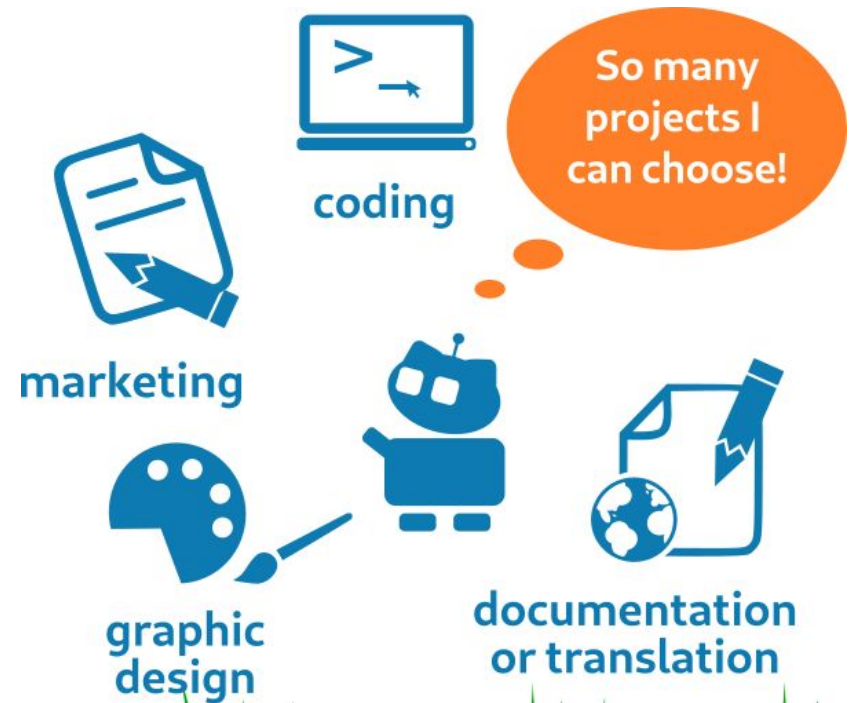 >_
coding
So many
projects I
can choose!
marketing
graphic
design
documentation
or translation